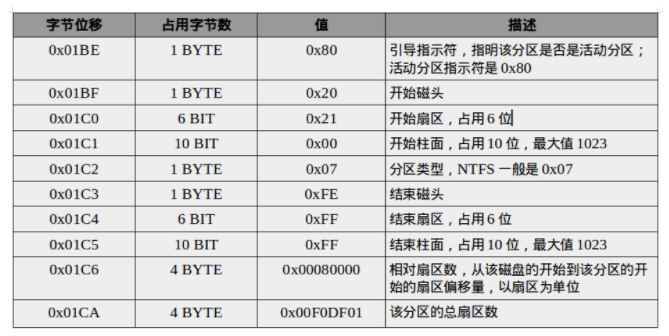 字节位移 占用字节数 值 描述
0x01BE 1 BYTE 0x80 引导指示符，指明该分区是否是活动分区；
活动分区指示符是 0x80
0x01BF 1 BYTE 0x20 开始磁头
0x01C0 6 BIT 0x21 开始扇区，占用 6 位
0x01C1 10 BIT 0x00 开始柱面，占用 10 位，最大值 1023
0x01C2 1 BYTE 0x07 分区类型，NTFS 一般是 0x07
0x01C3 1 BYTE 0xFE 结束磁头
0x01C4 6 BIT 0xFF 结束扇区，占用 6 位
0x01C5 10 BIT 0xFF 结束柱面，占用 10 位，最大值 1023
0x01C6 4 BYTE 0x00080000 相对扇区数，从该磁盘的开始到该分区的开
始的扇区偏移量，以扇区为单位
0x01CA 4 BYTE 0x00F0DF01 该分区的总扇区数